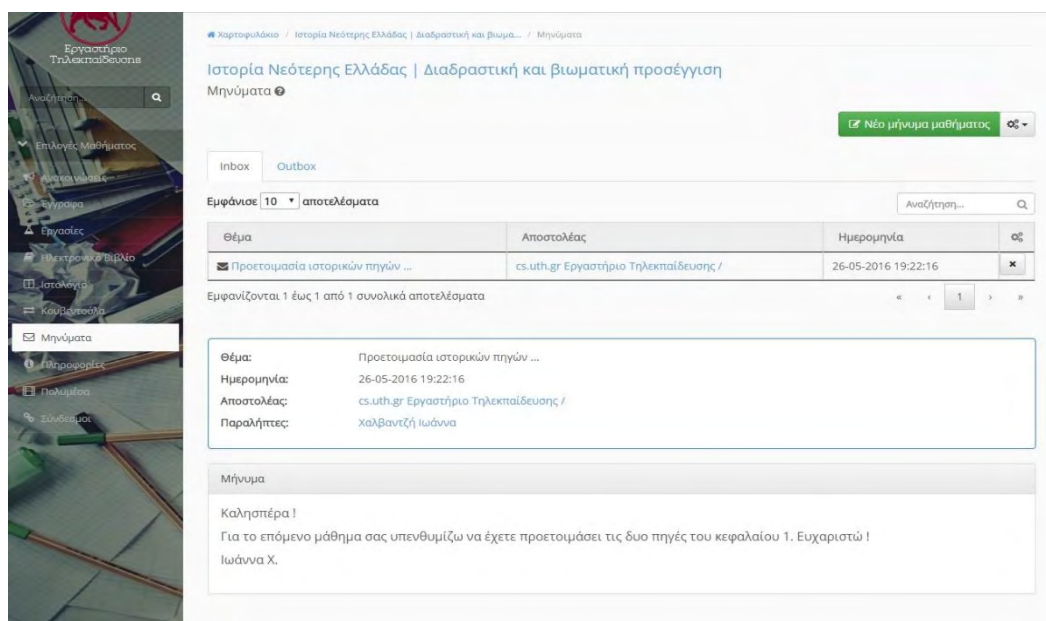 Εργαστήριο
Τηλεκπαίδευσης
Αναζήτηση...
Επιλογές Μαθήματος
Ανακοινώσεις
Έγγραφα
Εργασίες
Ηλεκτρονικό Βιβλίο
Ιστολόγιο
Κουβεντούλα
Μηνύματα
Πληροφορίες
Πολυμέσα
Σύνδεσμοι
Χαρτοφυλάκιο / Ιστορία Νεότερης Ελλάδας | Διαδραστική και βιωμα... / Μηνύματα
Ιστορία Νεότερης Ελλάδας | Διαδραστική και βιωματική προσέγγιση
Μηνύματα
Νέο μήνυμα μαθήματος
Inbox Outbox
Εμφάνισε 10 αποτελέσματα Αναζήτηση...
Θέμα Αποστολέας Ημερομηνία
Προετοιμασία ιστορικών πηγών ... cs.uth.gr Εργαστήριο Τηλεκπαίδευσης / 26-05-2016 19:22:16
Εμφανίζονται 1 έως 1 από 1 συνολικά αποτελέσματα « ‹ 1 › »
Θέμα: Προετοιμασία ιστορικών πηγών ...
Ημερομηνία: 26-05-2016 19:22:16
Αποστολέας: cs.uth.gr Εργαστήριο Τηλεκπαίδευσης /
Παραλήπτες: Χαλβαντζή Ιωάννα
Μήνυμα
Καλησπέρα !
Για το επόμενο μάθημα σας υπενθυμίζω να έχετε προετοιμάσει τις δυο πηγές του κεφαλαίου 1. Ευχαριστώ !
Ιωάννα Χ.